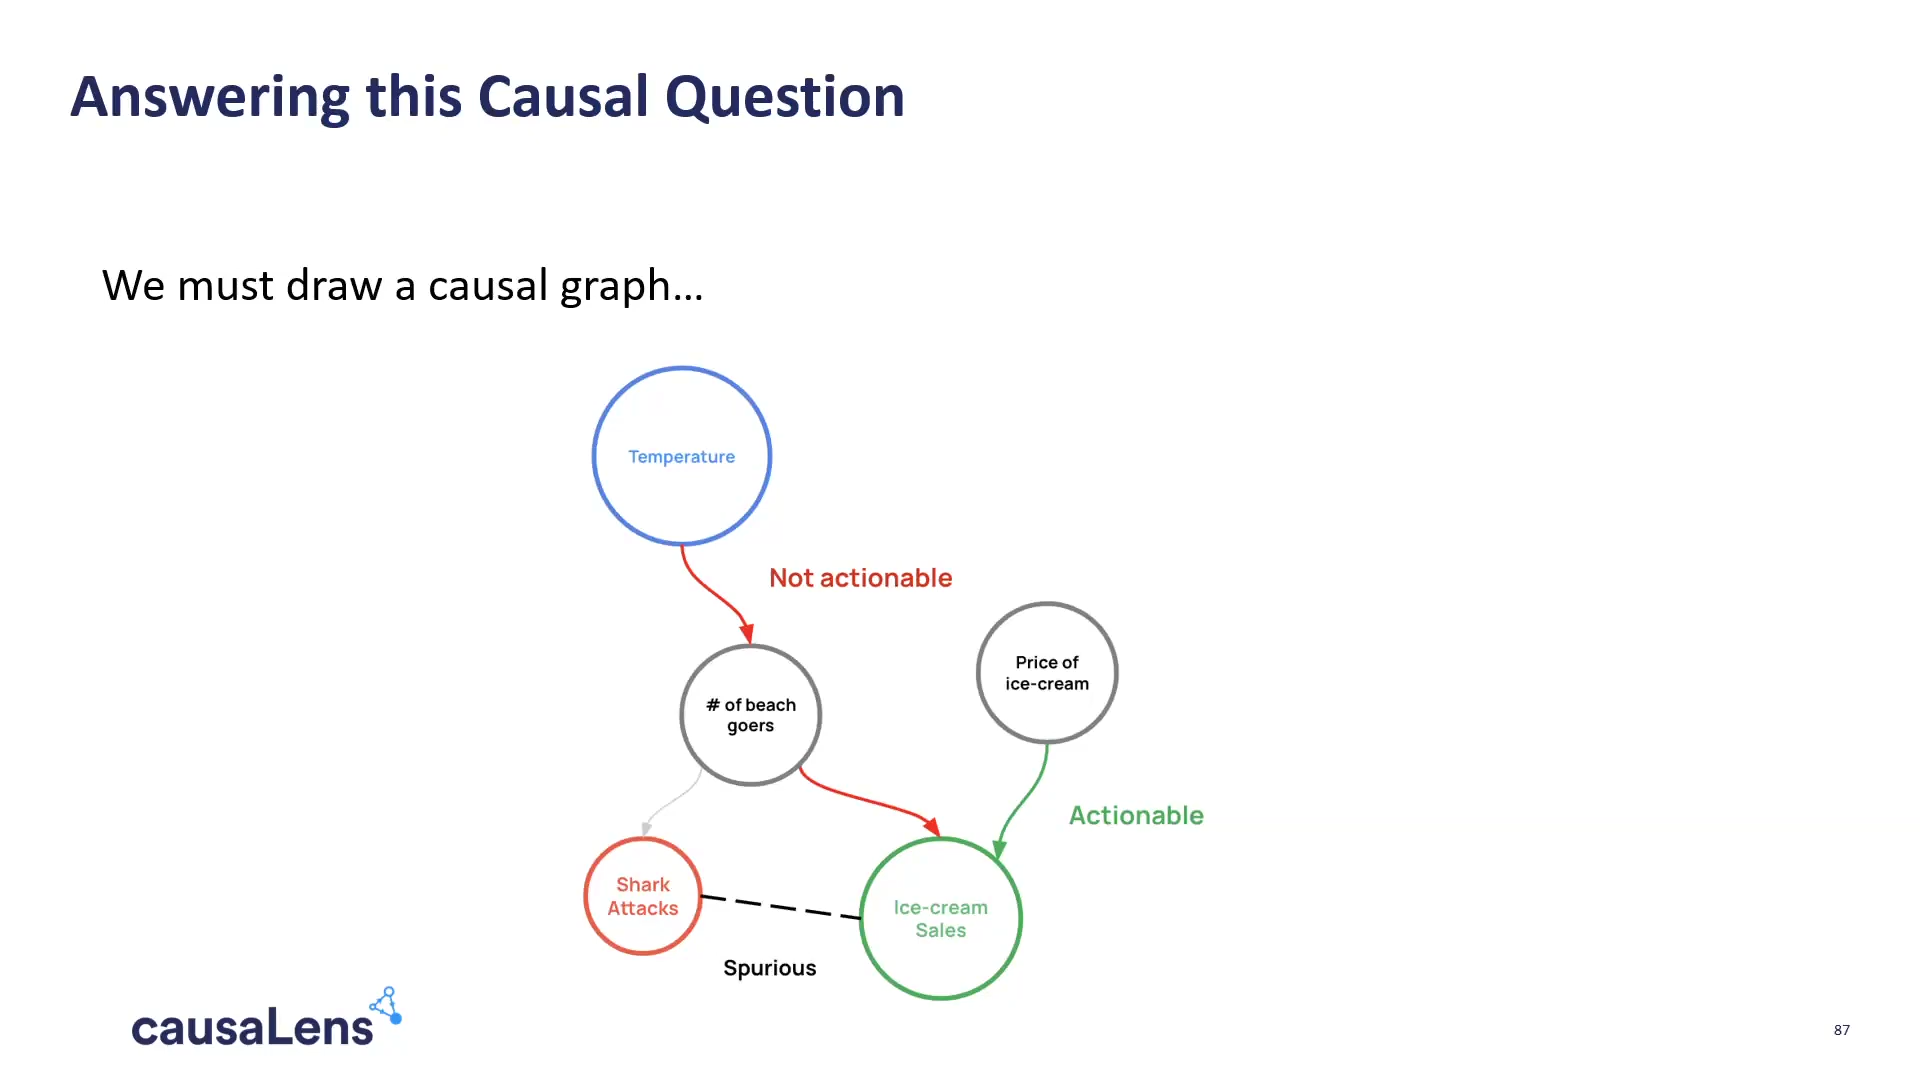 Answering this Causal Question
We must draw a causal graph...
Temperature
Not actionable
Price of
ice-cream
# of beach
goers
Actionable
Shark
Attacks
Ice-cream
Sales
Spurious
causaLens
87